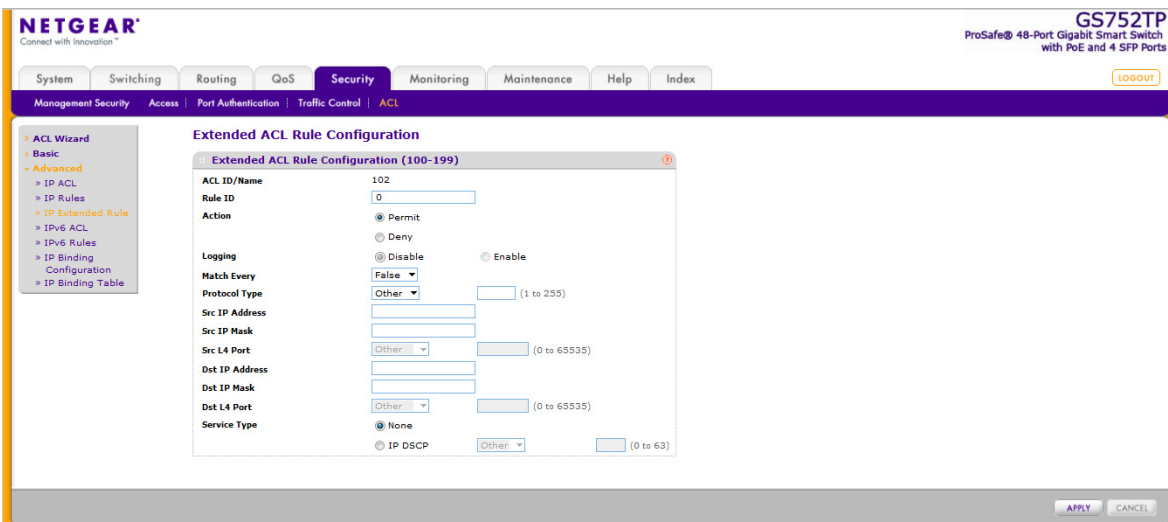 NETGEAR®
Connect with Innovation™
GS752TP
ProSafe® 48-Port Gigabit Smart Switch
with PoE and 4 SFP Ports
System Switching Routing QoS Security Monitoring Maintenance Help Index
LOGOUT
Management Security Access Port Authentication Traffic Control ACL
ACL Wizard
Basic
Advanced
» IP ACL
» IP Rules
» IP Extended Rule
» IPv6 ACL
» IPv6 Rules
» IP Binding
Configuration
» IP Binding Table
Extended ACL Rule Configuration
Extended ACL Rule Configuration (100-199) ?
ACL ID/Name 102
Rule ID 0
Action Permit
Deny
Logging Disable Enable
Match Every False
Protocol Type Other (1 to 255)
Src IP Address
Src IP Mask
Src L4 Port Other (0 to 65535)
Dst IP Address
Dst IP Mask
Dst L4 Port Other (0 to 65535)
Service Type None
IP DSCP Other (0 to 63)
APPLY CANCEL